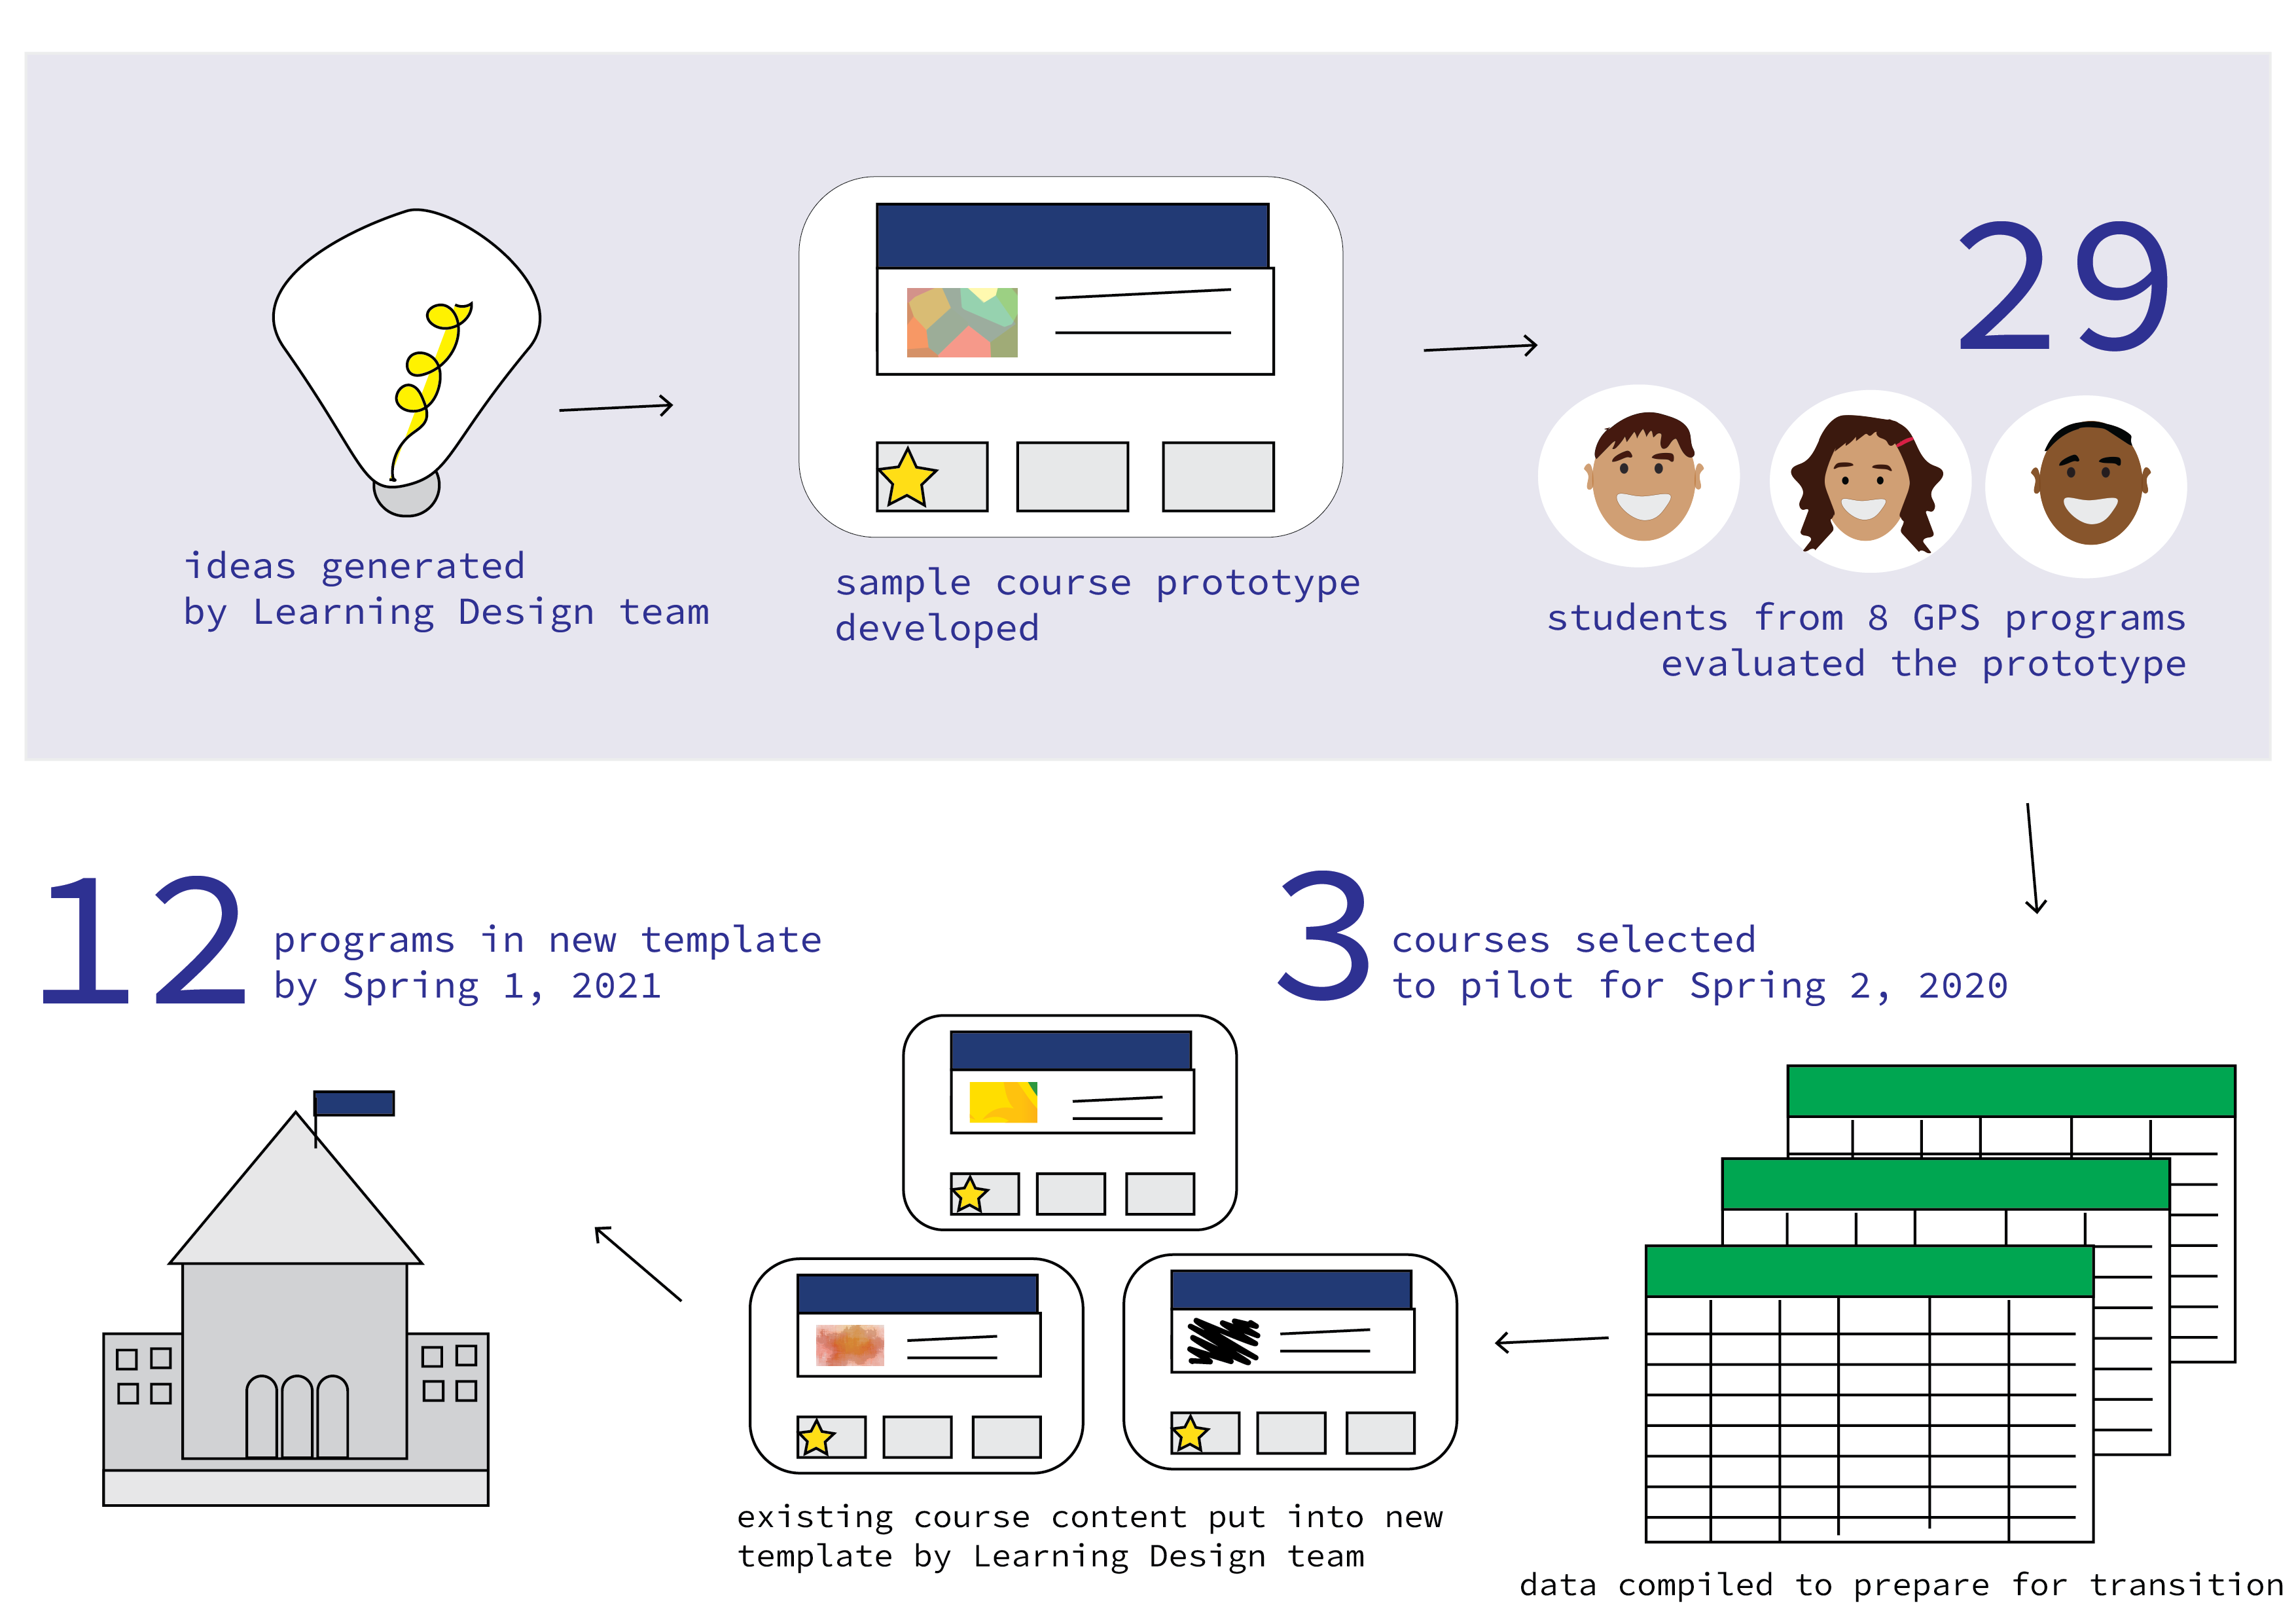 ideas generated
by Learning Design team
sample course prototype
developed
29
students from 8 GPS programs
evaluated the prototype
3
courses selected
to pilot for Spring 2, 2020
data compiled to prepare for transition
existing course content put into new
template by Learning Design team
12
programs in new template
by Spring 1, 2021